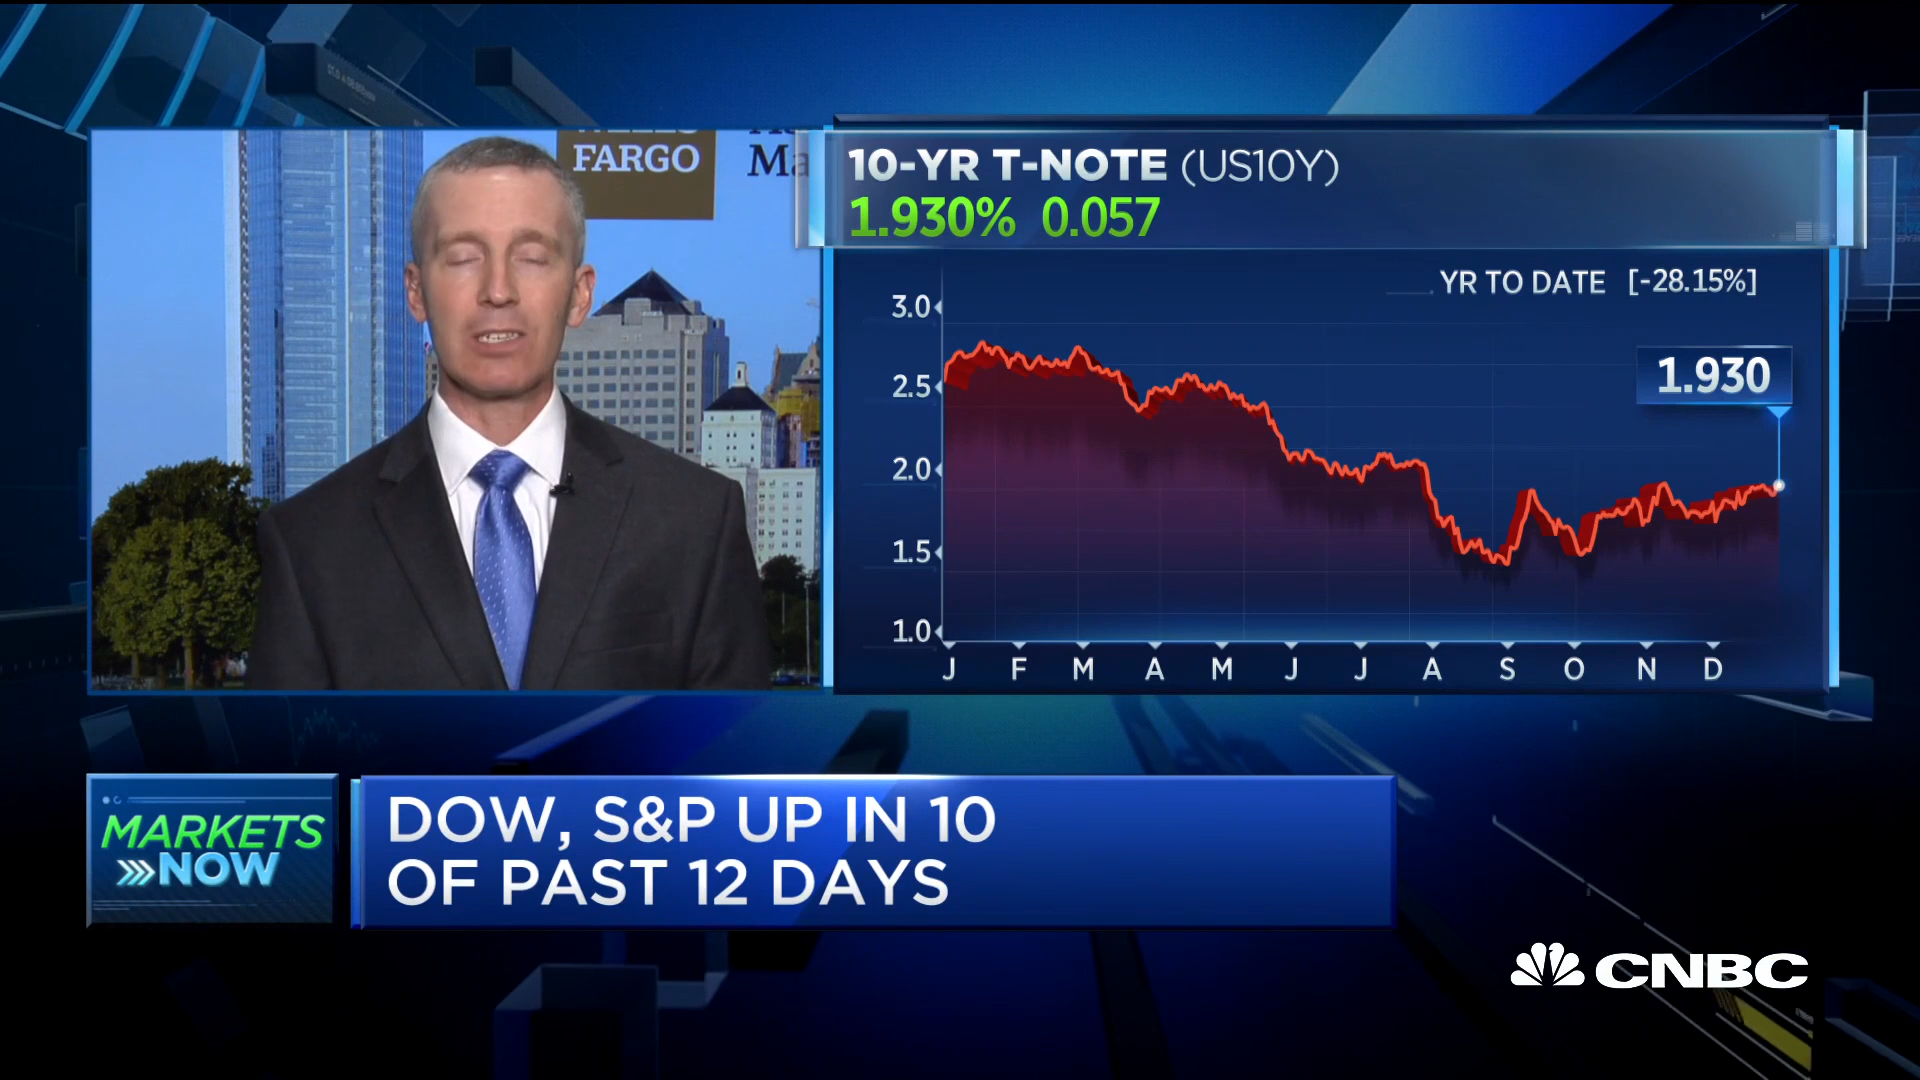 FARGO
10-YR T-NOTE (US10Y)
1.930% 0.057
YR TO DATE [-28.15%]
3.0
2.5
2.0
1.5
1.0
1.930
J F M A M J J A S O N D
MARKETS
NOW
DOW, S&P UP IN 10
OF PAST 12 DAYS
CNBC